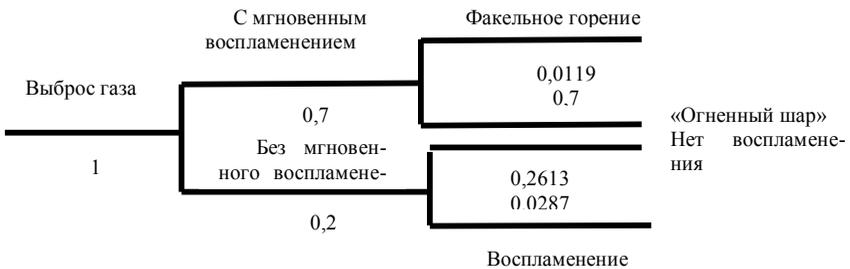 С мгновенным
воспламенением
Факельное горение
Выброс газа
0,0119
0,7
0,7
«Огненный шар»
Нет воспламене-
ния
Без мгновен-
ного воспламене-
1
0,2613
0,0287
0,2
Воспламенение